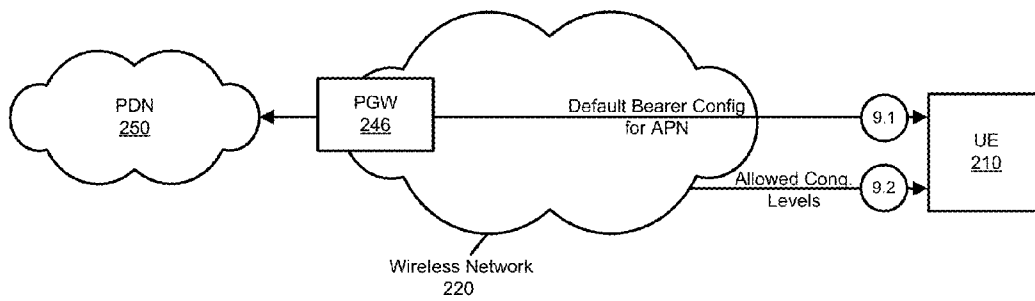 PDN
250
PGW
246
Default Bearer Config
for APN
9.1
UE
210
Allowed Cong.
Levels
9.2
Wireless Network
220